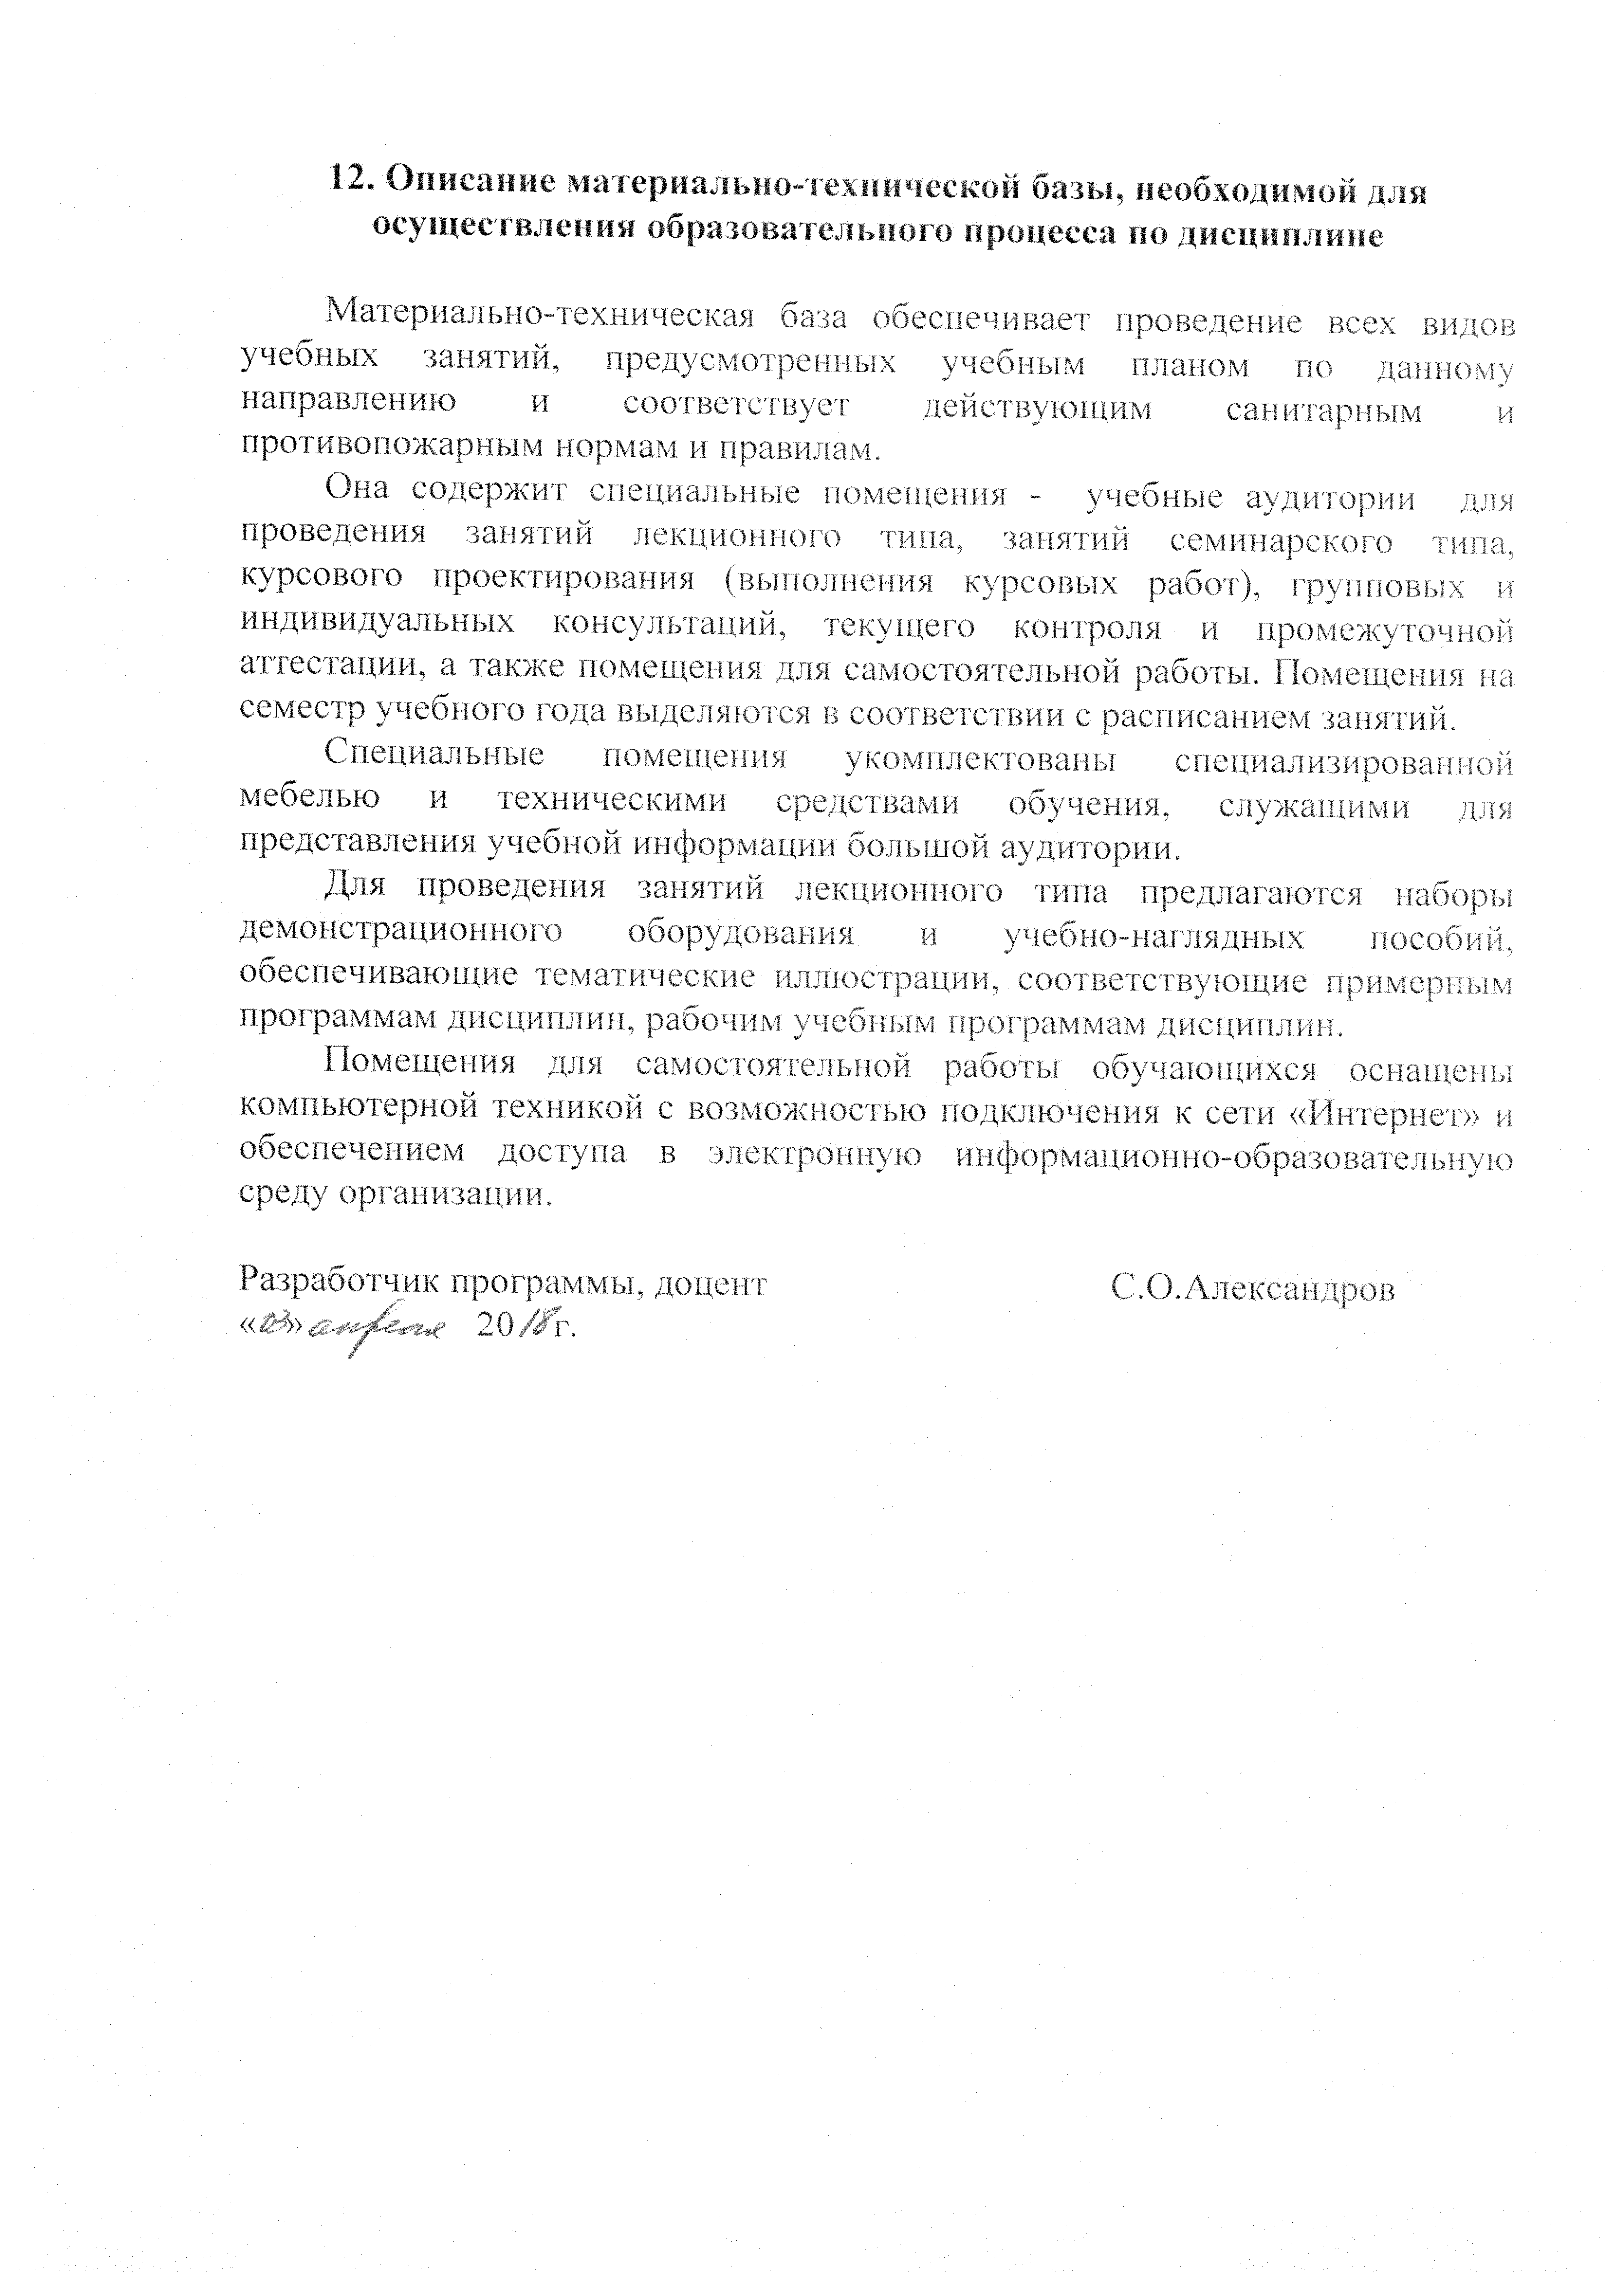 12. Описание материально-технической базы, необходимой для
осуществления образовательного процесса по дисциплине
Материально-техническая база обеспечивает проведение всех видов
учебных занятий, предусмотренных учебным планом по данному
направлению и соответствует действующим санитарным и
противопожарным нормам и правилам.
Она содержит специальные помещения - учебные аудитории для
проведения занятий лекционного типа, занятий семинарского типа,
курсового проектирования (выполнения курсовых работ), групповых и
индивидуальных консультаций, текущего контроля и промежуточной
аттестации, а также помещения для самостоятельной работы. Помещения на
семестр учебного года выделяются в соответствии с расписанием занятий.
Специальные помещения укомплектованы специализированной
мебелью и техническими средствами обучения, служащими для
представления учебной информации большой аудитории.
Для проведения занятий лекционного типа предлагаются наборы
демонстрационного оборудования и учебно-наглядных пособий,
обеспечивающие тематические иллюстрации, соответствующие примерным
программам дисциплин, рабочим учебным программам дисциплин.
Помещения для самостоятельной работы обучающихся оснащены
компьютерной техникой с возможностью подключения к сети «Интернет» и
обеспечением доступа в электронную информационно-образовательную
среду организации.
Разработчик программы, доцент С.О.Александров
«03» апреля 2018г.